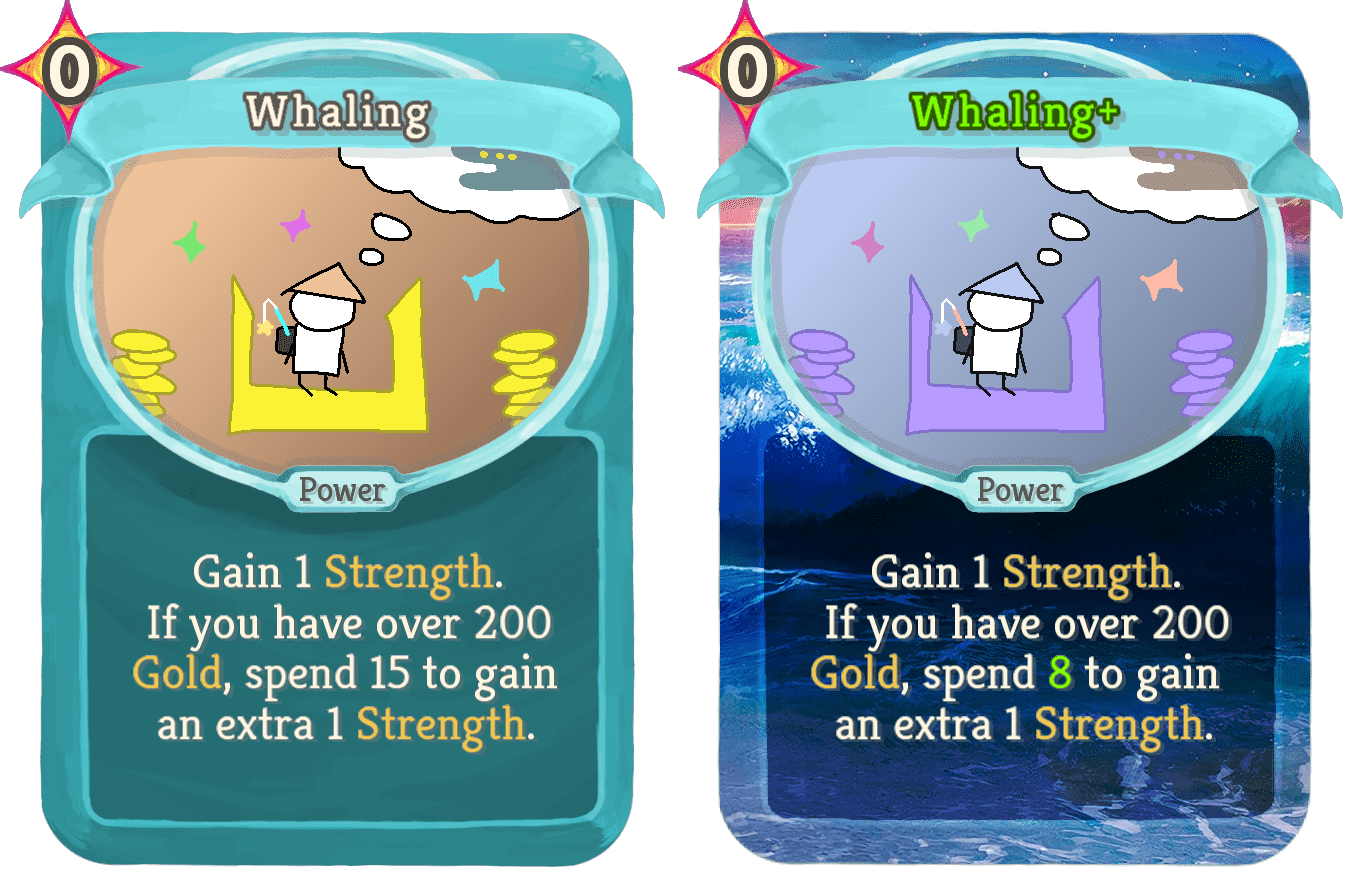 0
Whaling
Power
Gain 1 Strength.
If you have over 200
Gold, spend 15 to gain
an extra 1 Strength.
0
Whaling+
Power
Gain 1 Strength.
If you have over 200
Gold, spend 8 to gain
an extra 1 Strength.